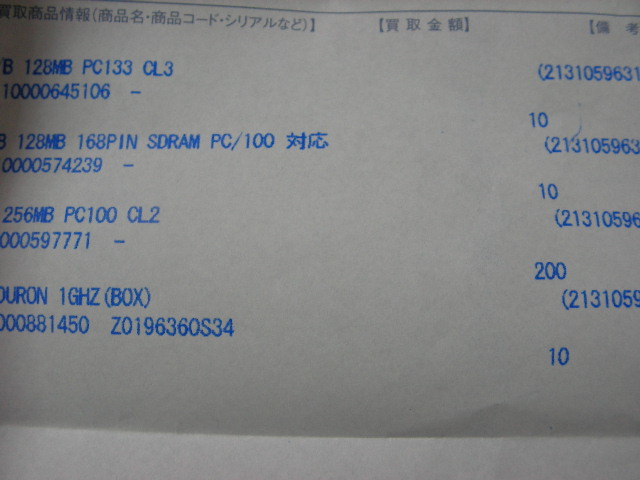 買取商品情報(商品名・商品コード・シリアルなど)】 【買取金額】 【備考
B 128MB PC133 CL3 (2131059631
10000645106 - 10
B 128MB 168PIN SDRAM PC/100 対応 (213105963
0000574239 - 10
256MB PC100 CL2 (21310596
000597771 - 200
DURON 1GHZ(BOX) (2131059
000881450 Z0196360S34 10